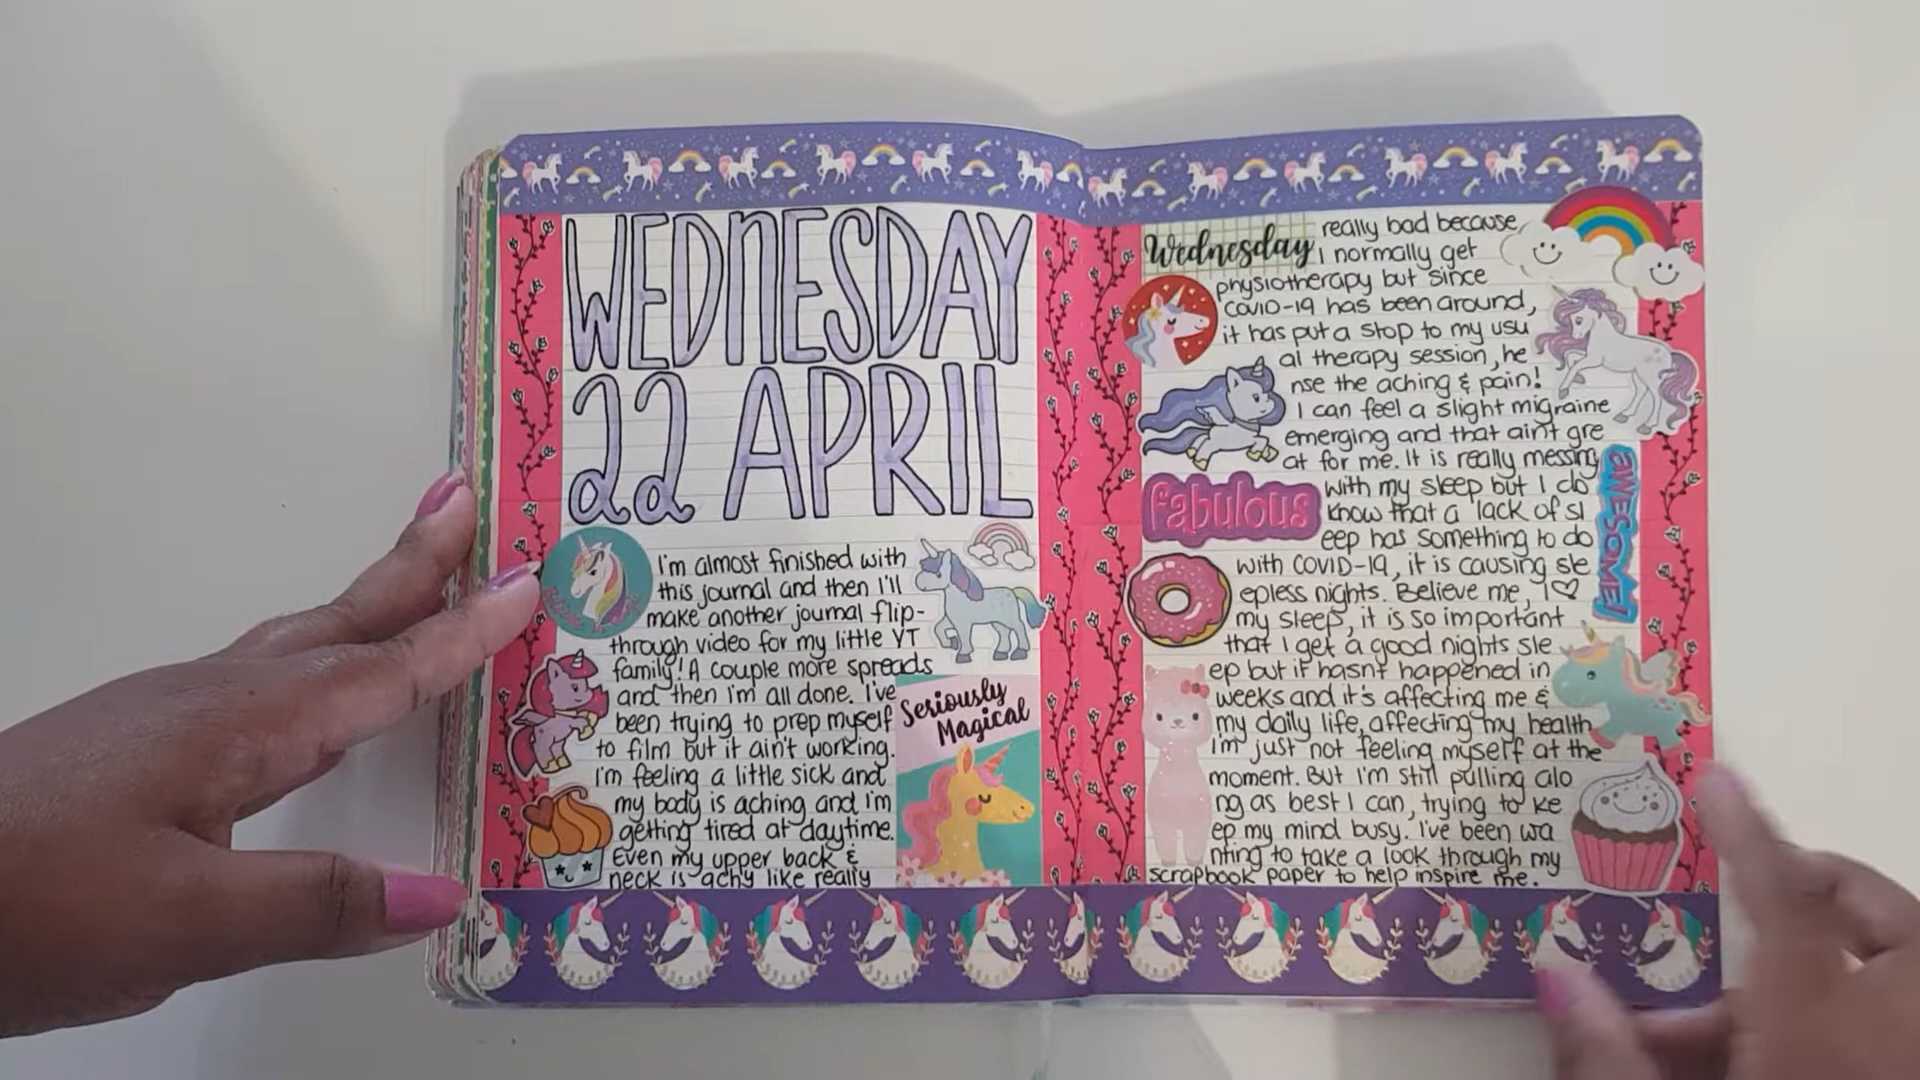 WEDNESDAY
22 APRIL
I'm almost finished with
this journal and then I'll
make another journal flip-
through video for my little YT
family! A couple more spreads
and then I'm all done. I've
been trying to prep myself
to film but it ain't working.
I'm feeling a little sick and
my body is aching and I'm
getting tired at daytime.
Even my upper back &
neck is achy like really
Seriously
Magical
Wednesday
really bad because
I normally get
physiotherapy but since
COVID-19 has been around,
it has put a stop to my usu
al therapy session, he
nse the aching & pain!
I can feel a slight migraine
emerging and that ain't gre
at for me. It is really messing
with my sleep but I do
know that a lack of sl
eep has something to do
with COVID-19, it is causing sle
epless nights. Believe me, I ♡
my sleep, it is so important
that I get a good nights sle
ep but it hasnt happened in
weeks and it's affecting me &
my daily life, affecting my health
I'm just not feeling myself at the
moment. But I'm still pulling alo
ng as best I can, trying to ke
ep my mind busy. I've been wa
nting to take a look through my
scrapbook paper to help inspire me.
fabulous
AWESOME!